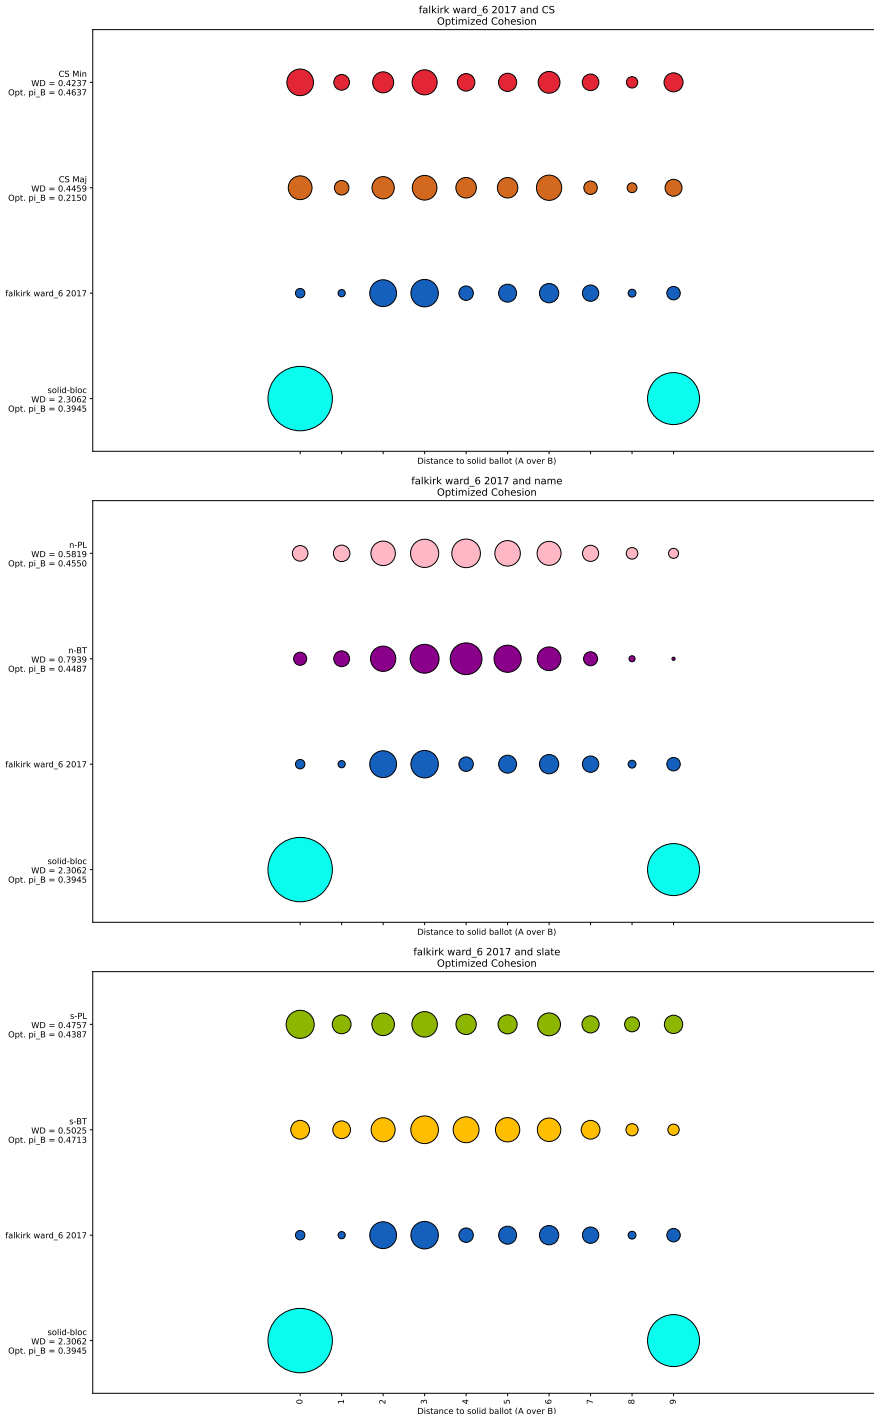 falkirk ward_6 2017 and CS
Optimized Cohesion
CS Min
WD = 0.4237
Opt. pi_B = 0.4637
CS Maj
WD = 0.4459
Opt. pi_B = 0.2150
falkirk ward_6 2017
solid-bloc
WD = 2.3062
Opt. pi_B = 0.3945
Distance to solid ballot (A over B)
falkirk ward_6 2017 and name
Optimized Cohesion
n-PL
WD = 0.5819
Opt. pi_B = 0.4550
n-BT
WD = 0.7939
Opt. pi_B = 0.4487
falkirk ward_6 2017
solid-bloc
WD = 2.3062
Opt. pi_B = 0.3945
Distance to solid ballot (A over B)
falkirk ward_6 2017 and slate
Optimized Cohesion
s-PL
WD = 0.4757
Opt. pi_B = 0.4387
s-BT
WD = 0.5025
Opt. pi_B = 0.4713
falkirk ward_6 2017
solid-bloc
WD = 2.3062
Opt. pi_B = 0.3945
0 1 2 3 4 5 6 7 8 9
Distance to solid ballot (A over B)